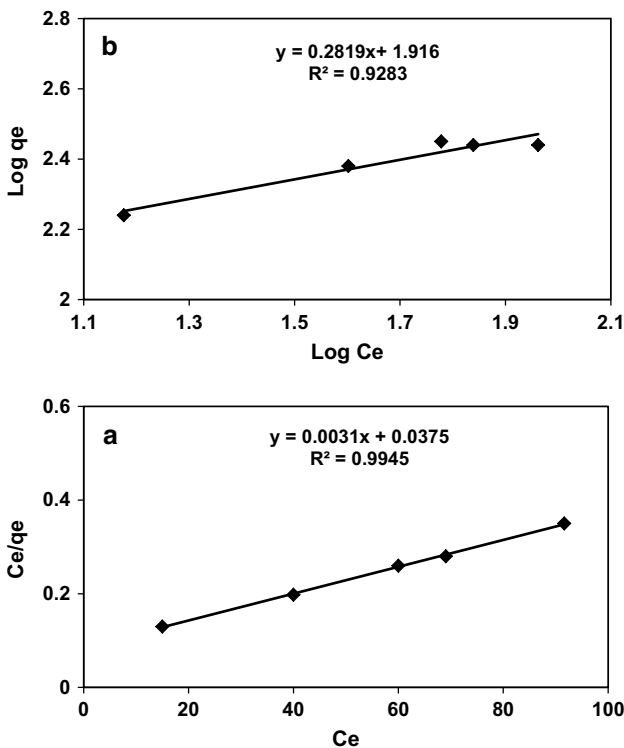 b
y = 0.2819x+ 1.916
R² = 0.9283
Log qe
2.8
2.6
2.4
2.2
2
1.1 1.3 1.5 1.7 1.9 2.1
Log Ce
a
y = 0.0031x + 0.0375
R² = 0.9945
Ce/qe
0.6
0.4
0.2
0
0 20 40 60 80 100
Ce